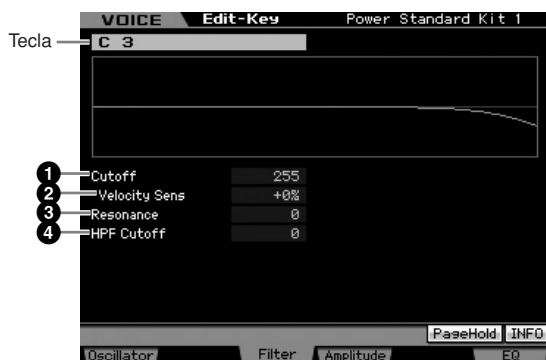 VOICE Edit-Key Power Standard Kit 1
Tecla C 3
1 Cutoff 255
2 Velocity Sens +0%
3 Resonance 0
4 HPF Cutoff 0
PageHold INFO
Oscillator Filter Amplitude EQ